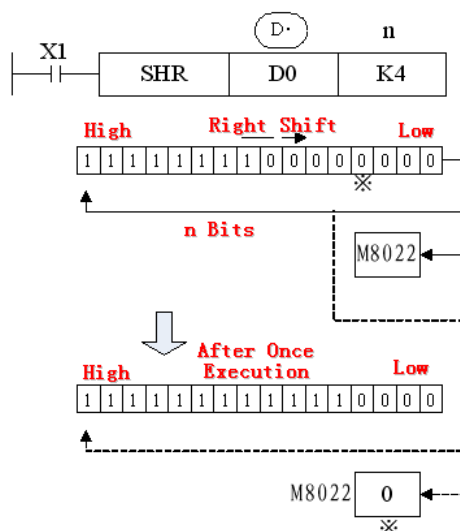 D·
n
X1
SHR D0 K4
Right Shift
High Low
1 1 1 1 1 1 1 1 0 0 0 0 0 0 0 0
※
n Bits
M8022
After Once
High Execution Low
1 1 1 1 1 1 1 1 1 1 1 1 0 0 0 0
M8022 0
※